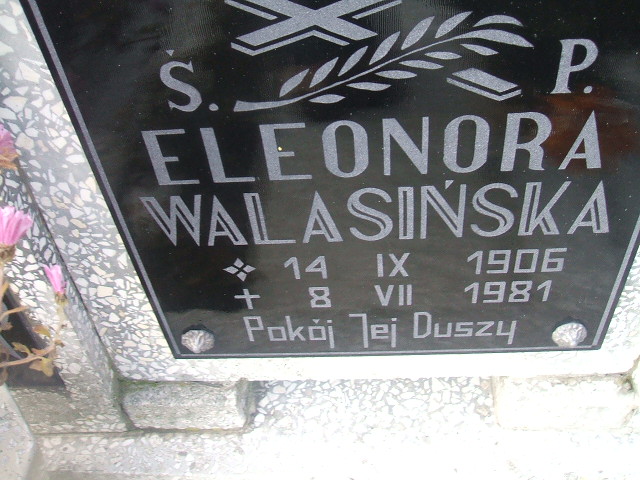 Ś. P.
ELEONORA
WALASIŃSKA
14 IX 1906
8 VII 1981
Pokój Jej Duszy